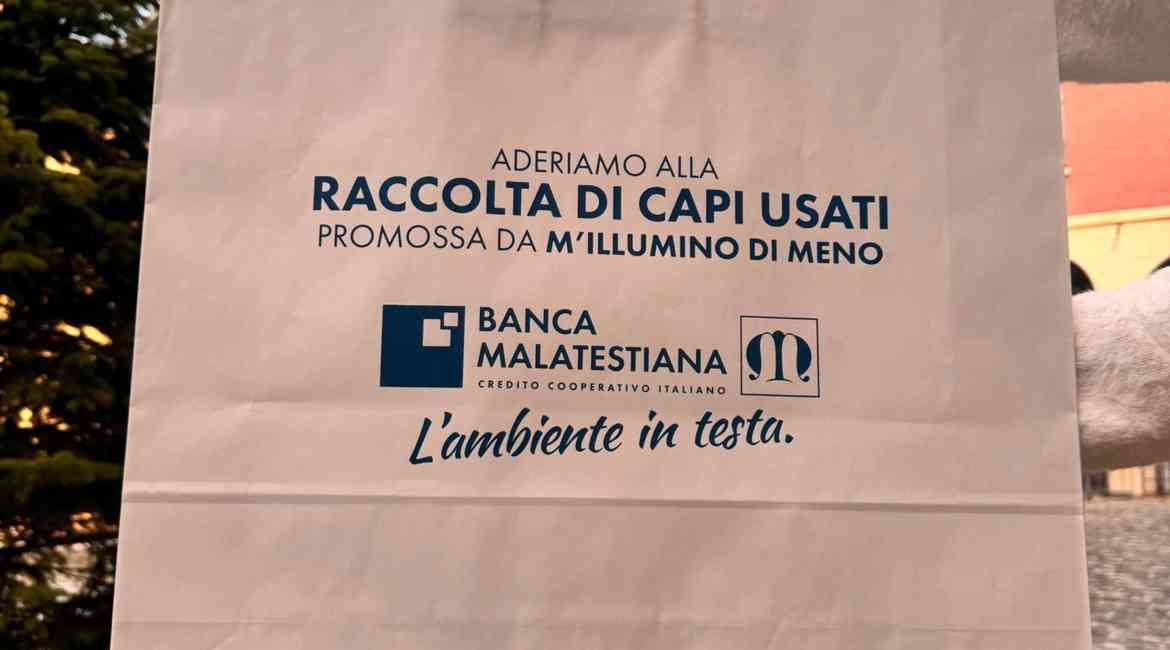 ADERIAMO ALLA
RACCOLTA DI CAPI USATI
PROMOSSA DA M'ILLUMINO DI MENO
BANCA
MALATESTIANA
CREDITO COOPERATIVO ITALIANO
M
L'ambiente in testa.